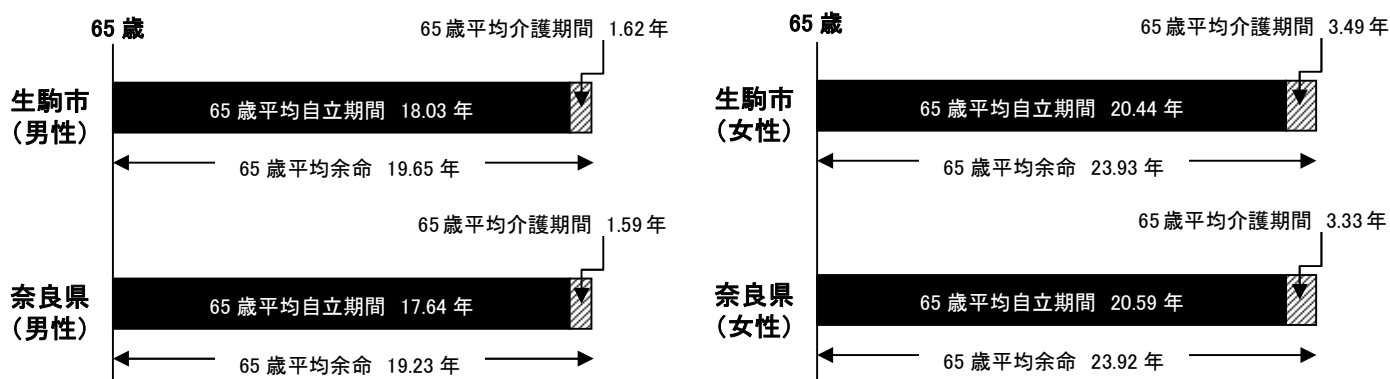 65 歳
65 歳平均介護期間 1.62 年
生駒市
（男性）
65 歳平均自立期間 18.03 年
65 歳平均余命 19.65 年
65 歳平均介護期間 1.59 年
奈良県
（男性）
65 歳平均自立期間 17.64 年
65 歳平均余命 19.23 年
65 歳
65 歳平均介護期間 3.49 年
生駒市
（女性）
65 歳平均自立期間 20.44 年
65 歳平均余命 23.93 年
65 歳平均介護期間 3.33 年
奈良県
（女性）
65 歳平均自立期間 20.59 年
65 歳平均余命 23.92 年